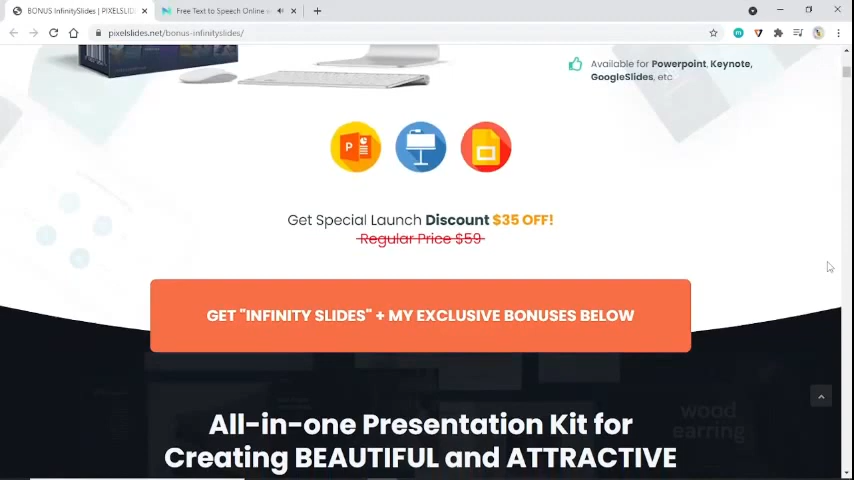 BONUS InfinitySlides | PIXELSLID
Free Text to Speech Online
pixelslides.net/bonus-infinityslides/
Available for Powerpoint, Keynote,
GoogleSlides, etc
P
Get Special Launch Discount $35 OFF!
Regular Price $59
GET "INFINITY SLIDES" + MY EXCLUSIVE BONUSES BELOW
wood
earring
All-in-one Presentation Kit for
Creating BEAUTIFUL and ATTRACTIVE